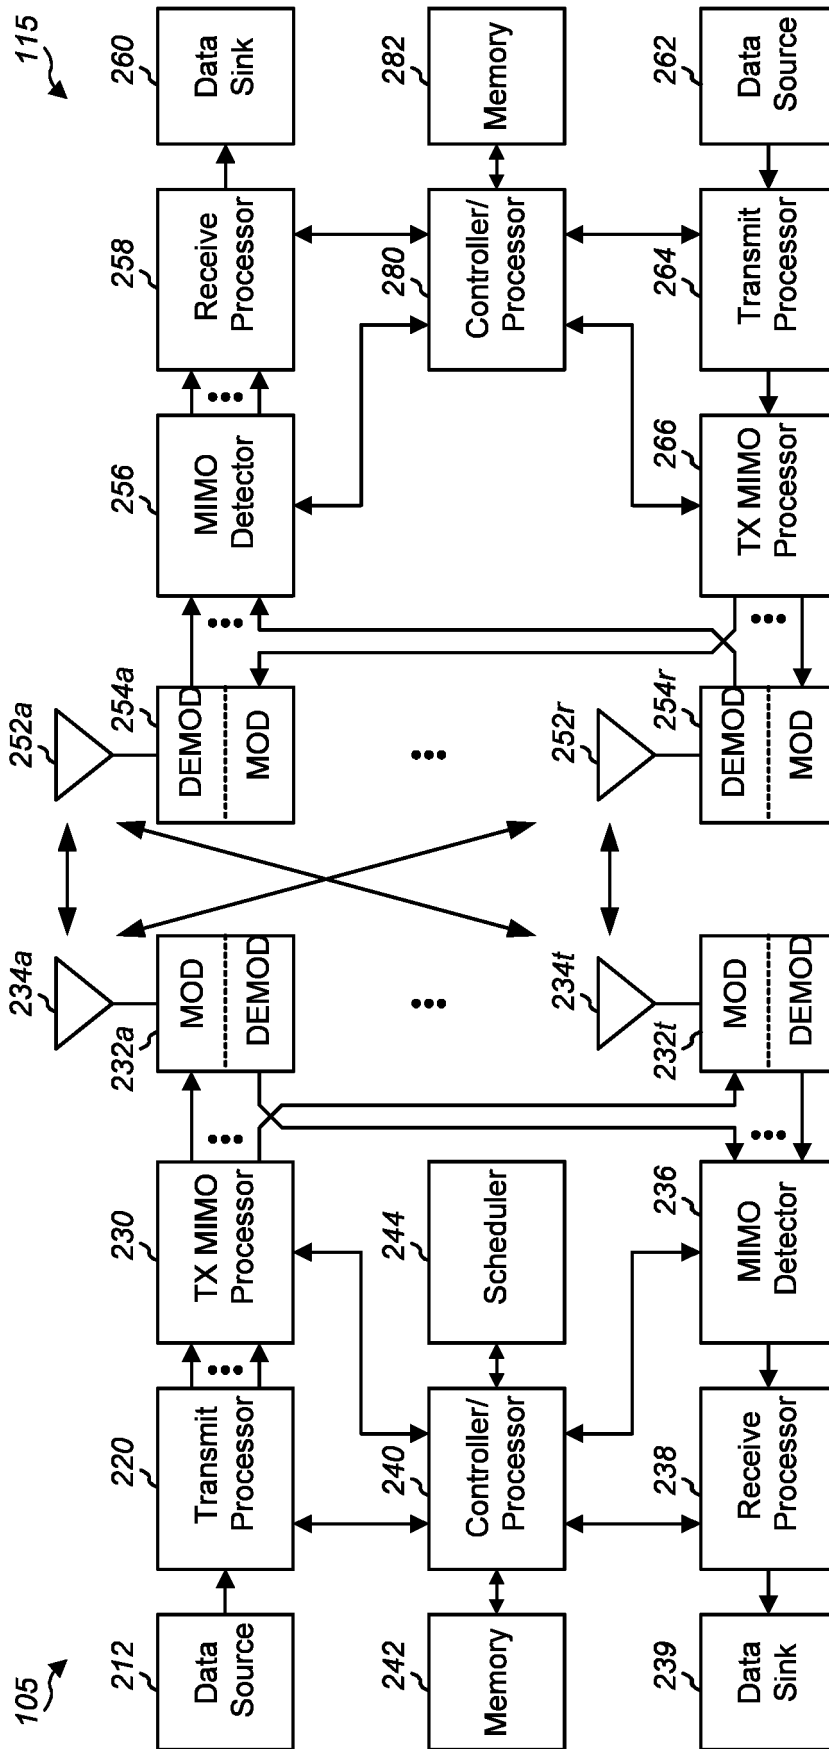 105
115
212
Data
Source
220
Transmit
Processor
230
TX MIMO
Processor
232a
MOD
DEMOD
234a
252a
254a
DEMOD
MOD
256
MIMO
Detector
258
Receive
Processor
260
Data
Sink
242
Memory
240
Controller/
Processor
244
Scheduler
280
Controller/
Processor
282
Memory
239
Data
Sink
238
Receive
Processor
236
MIMO
Detector
232t
MOD
DEMOD
234t
252r
254r
DEMOD
MOD
266
TX MIMO
Processor
264
Transmit
Processor
262
Data
Source